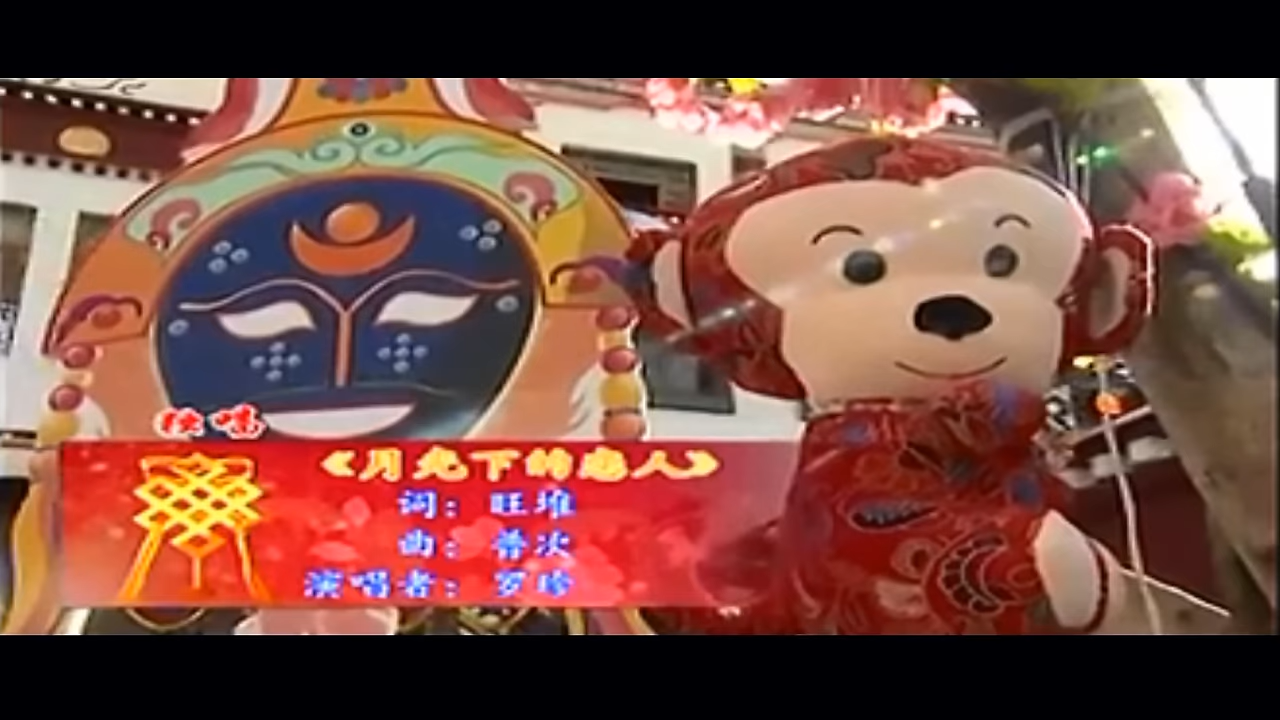 独唱
《月光下的恋人》
词：旺堆
曲：普次
演唱者：罗珍